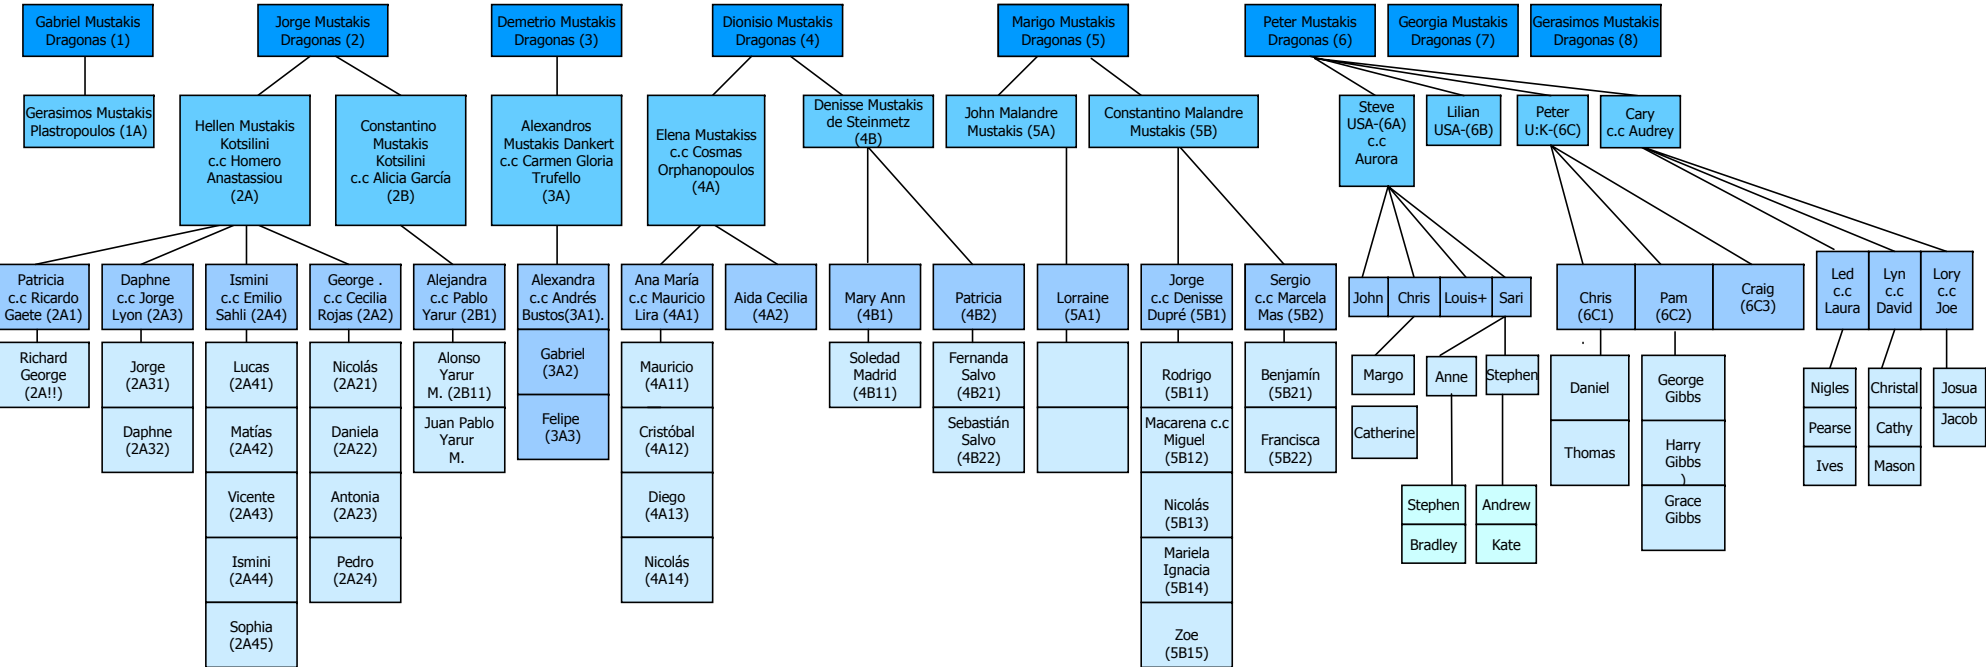 Gabriel Mustakis
Dragonas (1)
Jorge Mustakis
Dragonas (2)
Demetrio Mustakis
Dragonas (3)
Dionisio Mustakis
Dragonas (4)
Marigo Mustakis
Dragonas (5)
Peter Mustakis
Dragonas (6)
Georgia Mustakis
Dragonas (7)
Gerasimos Mustakis
Dragonas (8)
Gerasimos Mustakis
Plastropoulos (1A)
Hellen Mustakis
Kotsilini
c.c Homero
Anastassiou
(2A)
Constantino
Mustakis
Kotsilini
c.c Alicia García
(2B)
Alexandros
Mustakis Dankert
c.c Carmen Gloria
Trufello
(3A)
Elena Mustakiss
c.c Cosmas
Orphanopoulos
(4A)
Denisse Mustakis
de Steinmetz
(4B)
John Malandre
Mustakis (5A)
Constantino Malandre
Mustakis (5B)
Steve
USA-(6A)
c.c
Aurora
Lilian
USA-(6B)
Peter
U:K-(6C)
Cary
c.c Audrey
Patricia
c.c Ricardo
Gaete (2A1)
Daphne
c.c Jorge
Lyon (2A3)
Ismini
c.c Emilio
Sahli (2A4)
George .
c.c Cecilia
Rojas (2A2)
Alejandra
c.c Pablo
Yarur (2B1)
Alexandra
c.c Andrés
Bustos(3A1).
Ana María
c.c Mauricio
Lira (4A1)
Aida Cecilia
(4A2)
Mary Ann
(4B1)
Patricia
(4B2)
Lorraine
(5A1)
Jorge
c.c Denisse
Dupré (5B1)
Sergio
c.c Marcela
Mas (5B2)
John
Chris
Louis+
Sari
Chris
(6C1)
Pam
(6C2)
Craig
(6C3)
Led
c.c
Laura
Lyn
c.c
David
Lory
c.c
Joe
Richard
George
(2A!!)
Jorge
(2A31)
Daphne
(2A32)
Lucas
(2A41)
Matías
(2A42)
Vicente
(2A43)
Ismini
(2A44)
Sophia
(2A45)
Nicolás
(2A21)
Daniela
(2A22)
Antonia
(2A23)
Pedro
(2A24)
Alonso
Yarur
M. (2B11)
Juan Pablo
Yarur
M.
Gabriel
(3A2)
Felipe
(3A3)
Mauricio
(4A11)
Cristóbal
(4A12)
Diego
(4A13)
Nicolás
(4A14)
Soledad
Madrid
(4B11)
Fernanda
Salvo
(4B21)
Sebastián
Salvo
(4B22)
Rodrigo
(5B11)
Macarena c.c
Miguel
(5B12)
Nicolás
(5B13)
Mariela
Ignacia
(5B14)
Zoe
(5B15)
Benjamín
(5B21)
Francisca
(5B22)
Margo
Catherine
Anne
Stephen
Stephen
Bradley
Andrew
Kate
.
Daniel
Thomas
George
Gibbs
Harry
Gibbs
)
Grace
Gibbs
Nigles
Pearse
Ives
Christal
Cathy
Mason
Josua
Jacob